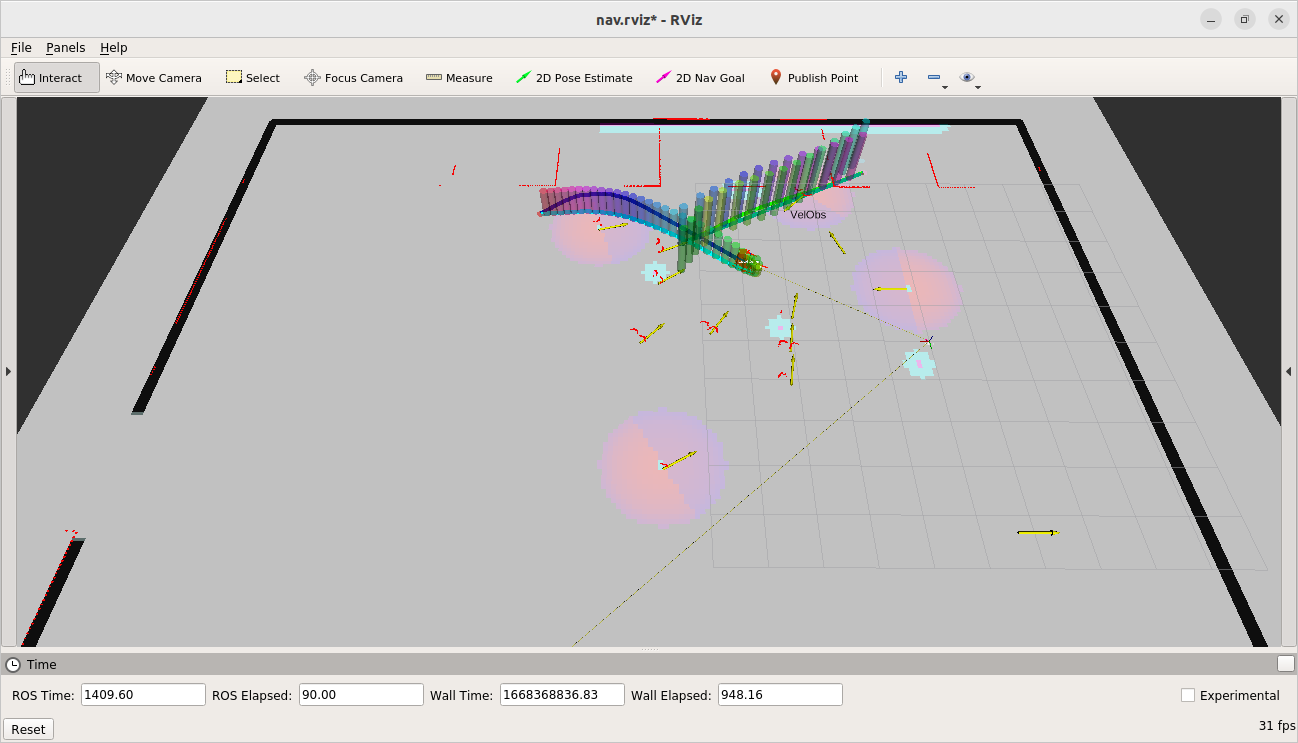 nav.rviz* - RViz
File Panels Help
Interact Move Camera Select Focus Camera Measure 2D Pose Estimate 2D Nav Goal Publish Point
VelObs
Time
ROS Time: 1409.60 ROS Elapsed: 90.00 Wall Time: 1668368836.83 Wall Elapsed: 948.16 Experimental
Reset 31 fps